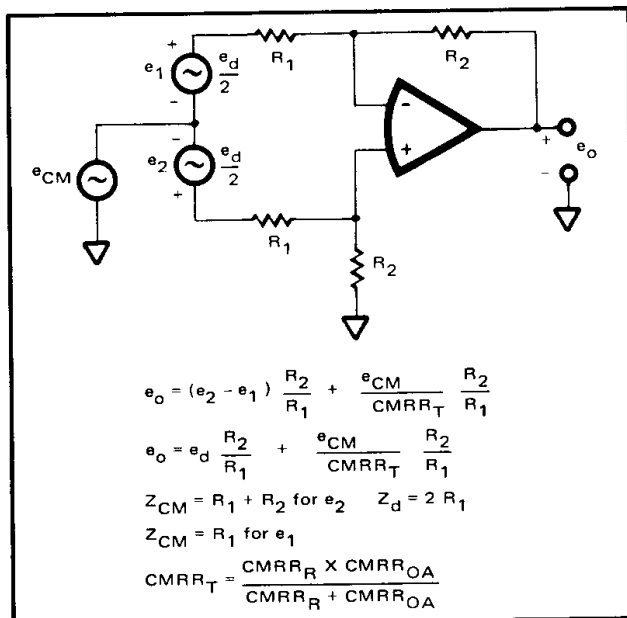 + R1 R2
e1 ~ ed/2
-
-
+ e0
-
eCM ~ e2 ~ ed/2 +
+
R1
R2
e0 = (e2 – e1) R2/R1 + eCM/CMRRT R2/R1
e0 = ed R2/R1 + eCM/CMRRT R2/R1
ZCM = R1 + R2 for e2 Zd = 2 R1
ZCM = R1 for e1
CMRRT = CMRRR X CMRROA / CMRRR + CMRROA